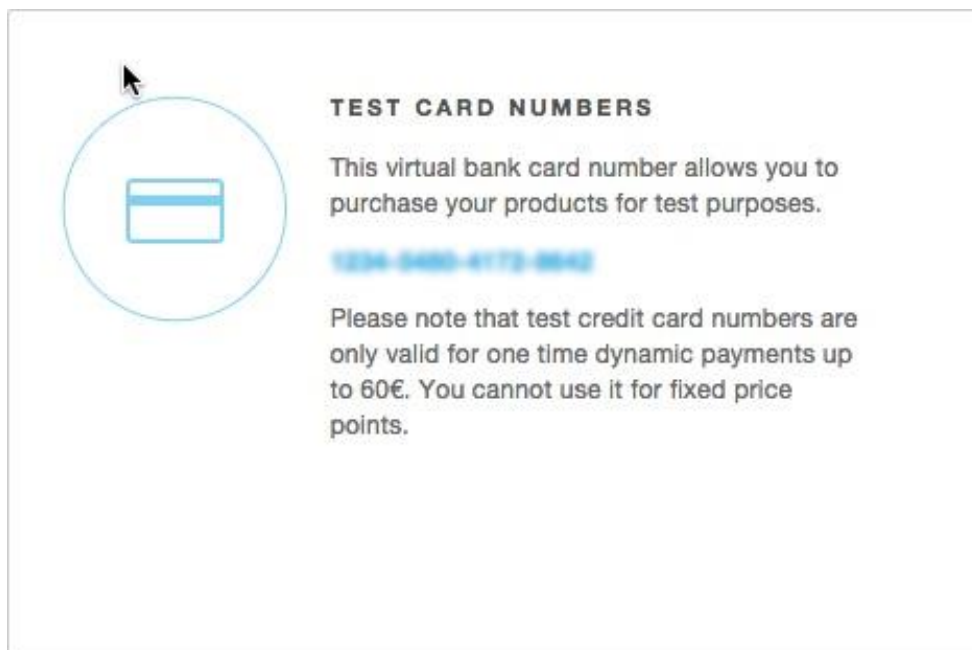 TEST CARD NUMBERS
This virtual bank card number allows you to
purchase your products for test purposes.
Please note that test credit card numbers are
only valid for one time dynamic payments up
to 60€. You cannot use it for fixed price
points.